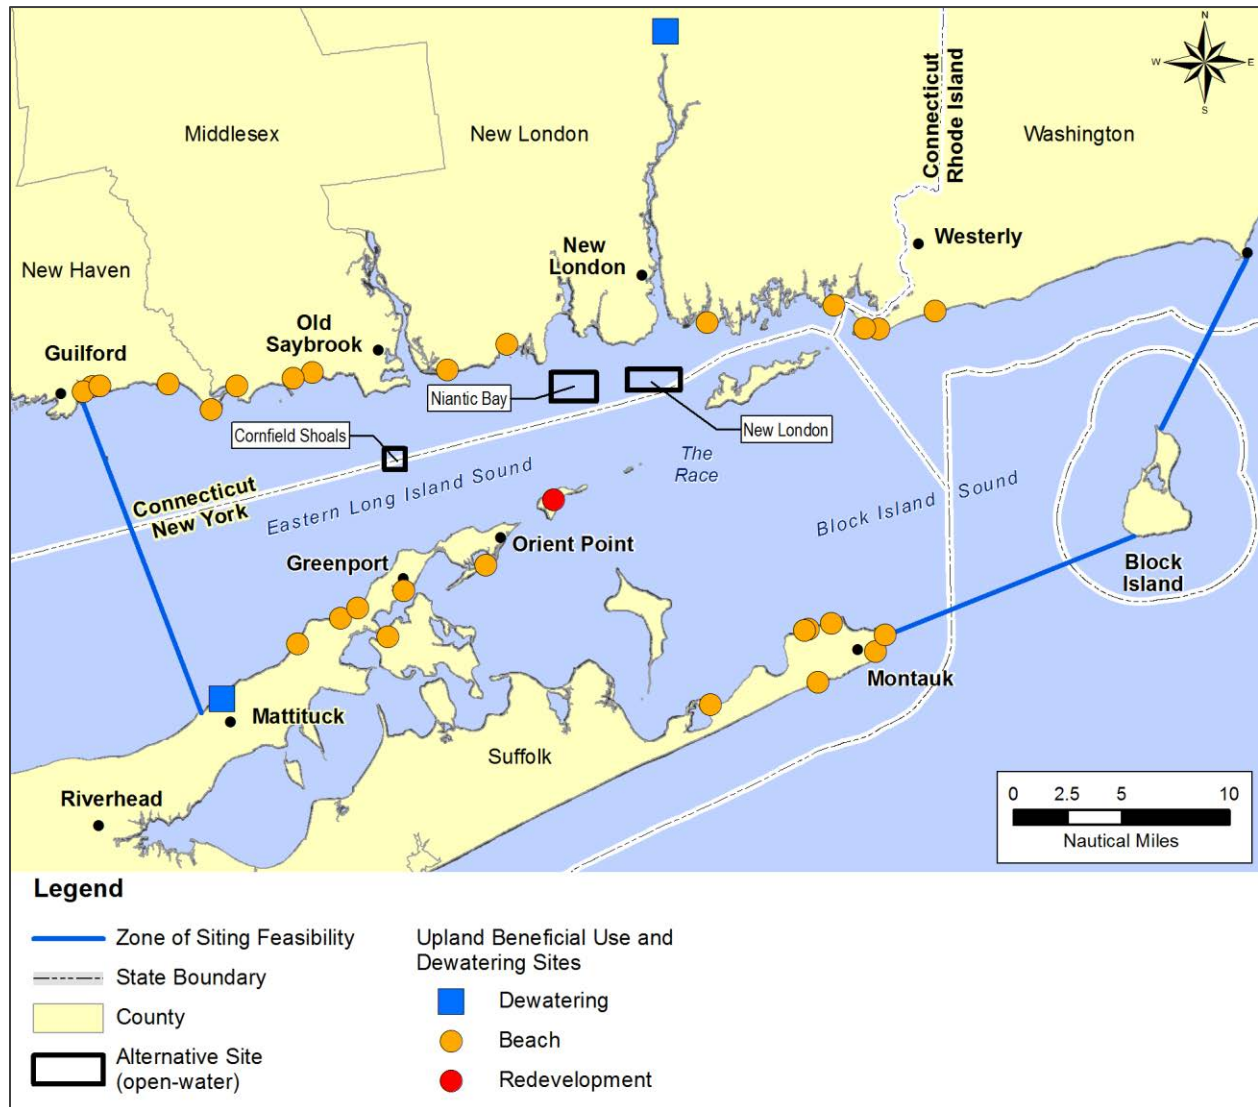 N
W
E
S
Middlesex
New London
Connecticut
Rhode Island
Washington
New Haven
New
London
Westerly
Old
Saybrook
Guilford
Niantic Bay
New London
Cornfield Shoals
The
Race
Connecticut
New York
Eastern Long Island Sound
Block Island Sound
Orient Point
Greenport
Block
Island
Montauk
Mattituck
Suffolk
Riverhead
0 2.5 5 10
Nautical Miles
Legend
Zone of Siting Feasibility
State Boundary
County
Alternative Site
(open-water)
Upland Beneficial Use and
Dewatering Sites
Dewatering
Beach
Redevelopment